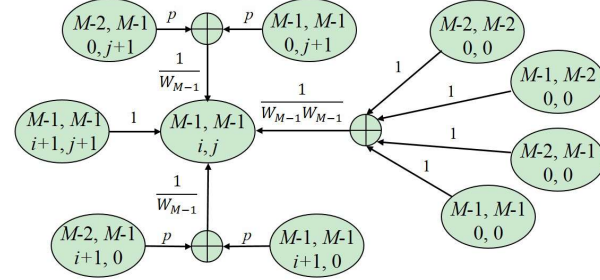 M-2, M-1
0, j+1
p
p
M-1, M-1
0, j+1
M-2, M-2
0, 0
1
1
W_{M-1}
1
M-1, M-2
0, 0
1
M-1, M-1
i+1, j+1
1
M-1, M-1
i, j
1
W_{M-1}W_{M-1}
1
M-2, M-1
0, 0
1
W_{M-1}
1
M-1, M-1
0, 0
M-2, M-1
i+1, 0
p
p
M-1, M-1
i+1, 0